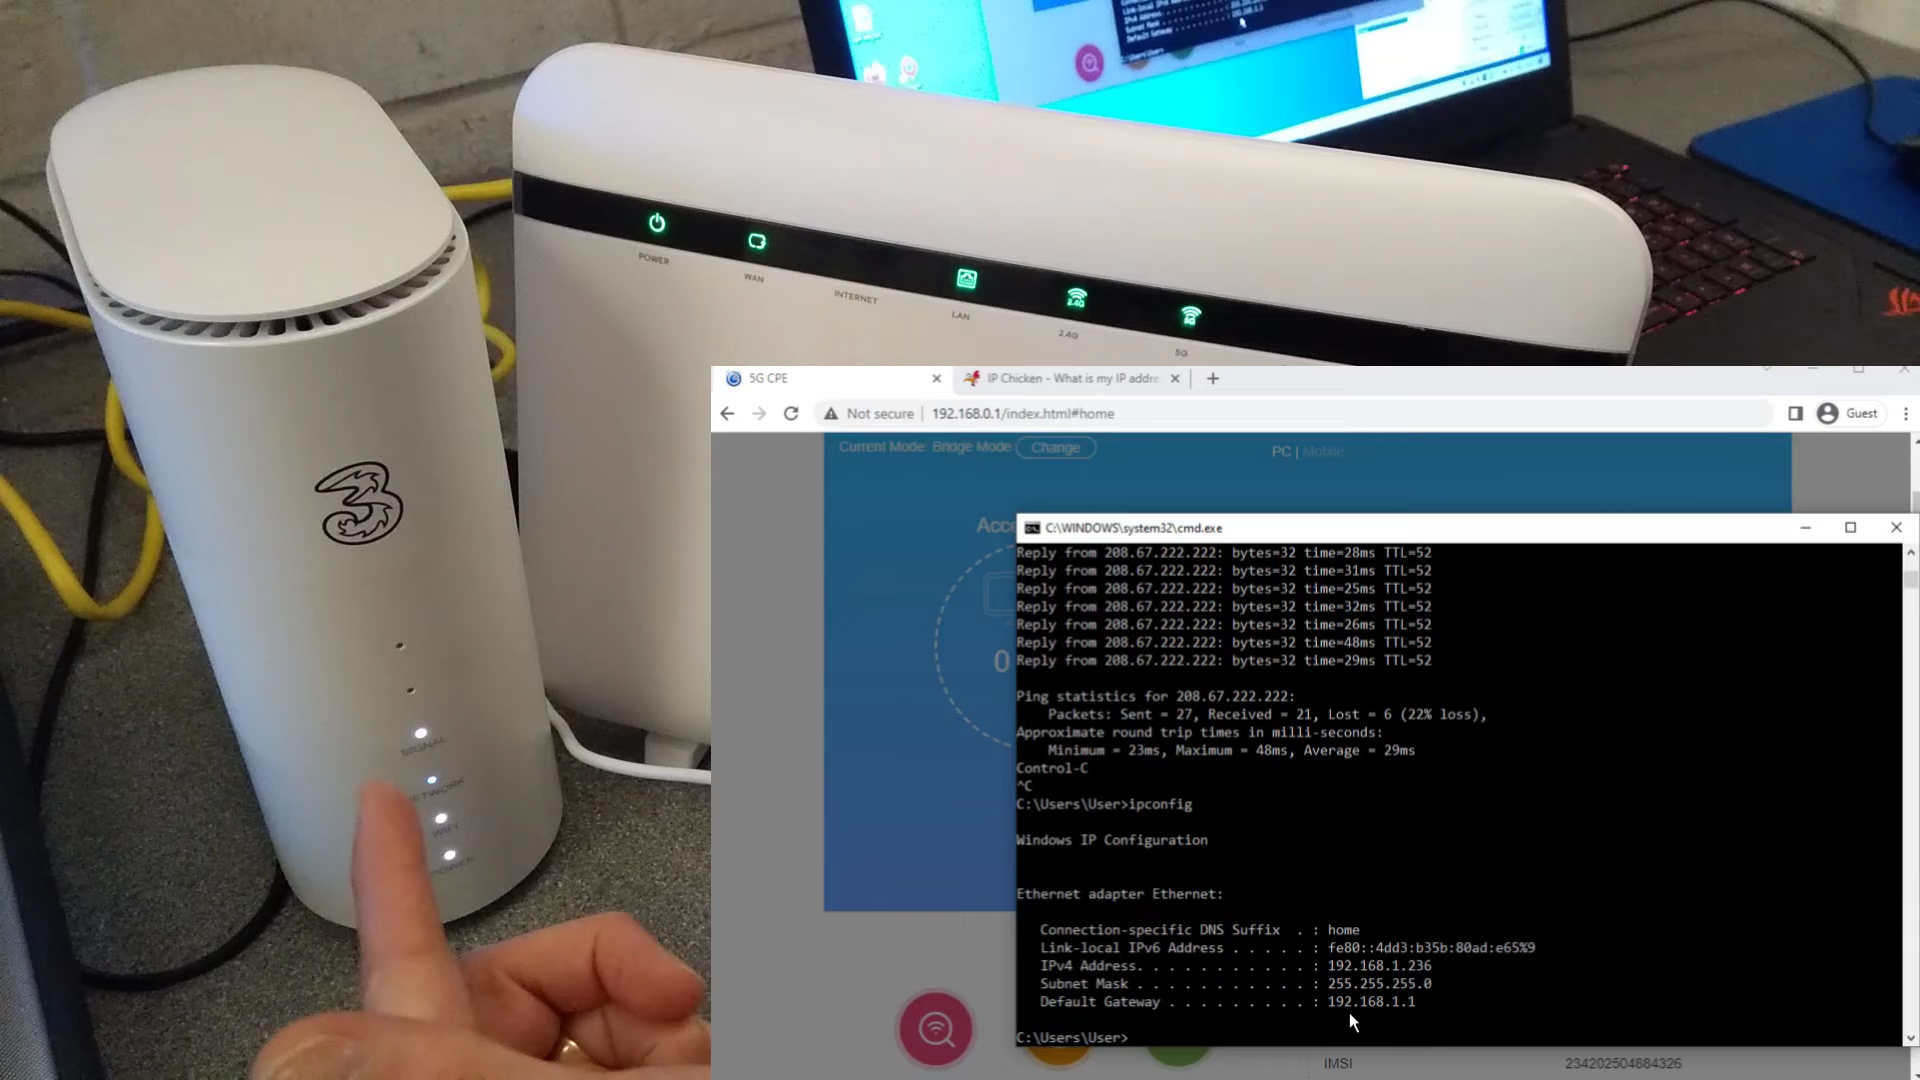 POWER
WAN
INTERNET
LAN
2.4G
2.4G
5G
5G
3
SIGNAL
WIFI
POWER
5G CPE
IP Chicken - What is my IP addre
Not secure
192.168.0.1/index.html#home
Guest
Current Mode: Bridge Mode
Change
PC | Mobile
Acce
0
C:\WINDOWS\system32\cmd.exe
Reply from 208.67.222.222: bytes=32 time=28ms TTL=52
Reply from 208.67.222.222: bytes=32 time=31ms TTL=52
Reply from 208.67.222.222: bytes=32 time=25ms TTL=52
Reply from 208.67.222.222: bytes=32 time=32ms TTL=52
Reply from 208.67.222.222: bytes=32 time=26ms TTL=52
Reply from 208.67.222.222: bytes=32 time=48ms TTL=52
Reply from 208.67.222.222: bytes=32 time=29ms TTL=52
Ping statistics for 208.67.222.222:
Packets: Sent = 27, Received = 21, Lost = 6 (22% loss),
Approximate round trip times in milli-seconds:
Minimum = 23ms, Maximum = 48ms, Average = 29ms
Control-C
^C
C:\Users\User>ipconfig
Windows IP Configuration
Ethernet adapter Ethernet:
Connection-specific DNS Suffix . : home
Link-local IPv6 Address . . . . . : fe80::4dd3:b35b:80ad:e65%9
IPv4 Address. . . . . . . . . . . : 192.168.1.236
Subnet Mask . . . . . . . . . . . : 255.255.255.0
Default Gateway . . . . . . . . . : 192.168.1.1
C:\Users\User>
IMSI 234202504884326